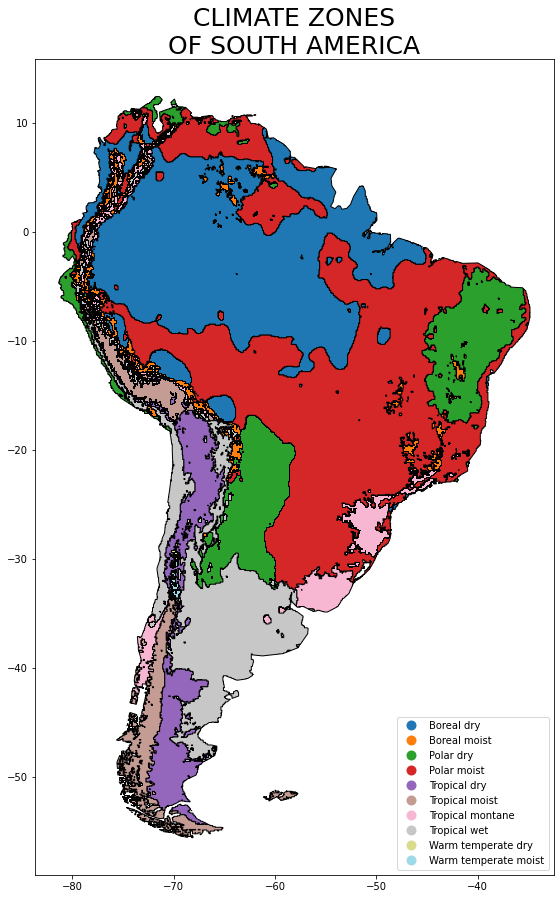 CLIMATE ZONES
OF SOUTH AMERICA
10
0
−10
−20
−30
−40
−50
Boreal dry
Boreal moist
Polar dry
Polar moist
Tropical dry
Tropical moist
Tropical montane
Tropical wet
Warm temperate dry
Warm temperate moist
−80 −70 −60 −50 −40